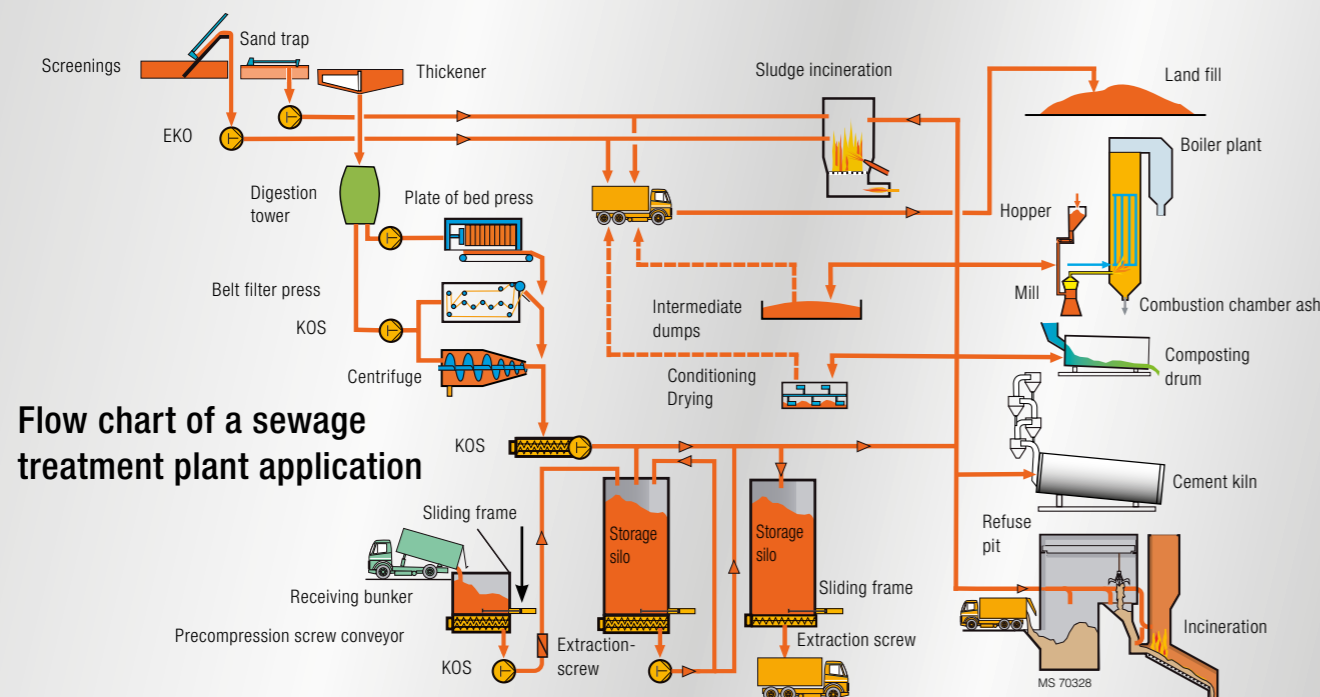 Sand trap
Screenings
Thickener
Sludge incineration
Land fill
EKO
Boiler plant
Digestion
tower
Plate of bed press
Hopper
Belt filter press
KOS
Intermediate
dumps
Mill
Combustion chamber ash
Centrifuge
Conditioning
Drying
Composting
drum
Flow chart of a sewage
treatment plant application
KOS
Cement kiln
Sliding frame
Storage
silo
Storage
silo
Refuse
pit
Receiving bunker
Sliding frame
Precompression screw conveyor
Extraction-
screw
Extraction screw
Incineration
KOS
MS 70328